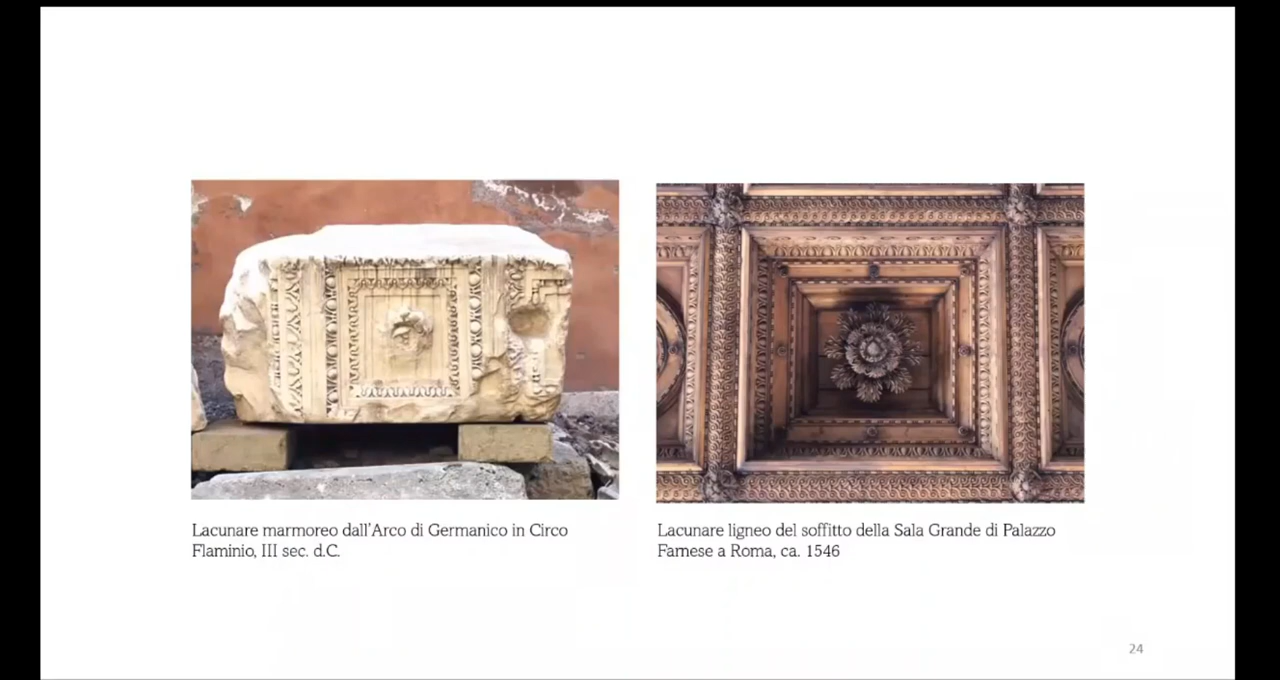 Lacunare marmoreo dall'Arco di Germanico in Circo
Flaminio, III sec. d.C.
Lacunare ligneo del soffitto della Sala Grande di Palazzo
Farnese a Roma, ca. 1546
24